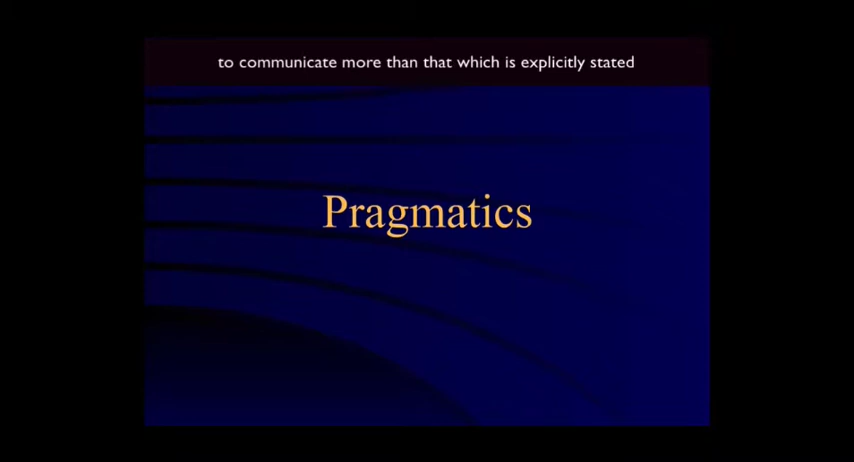 to communicate more than that which is explicitly stated
Pragmatics